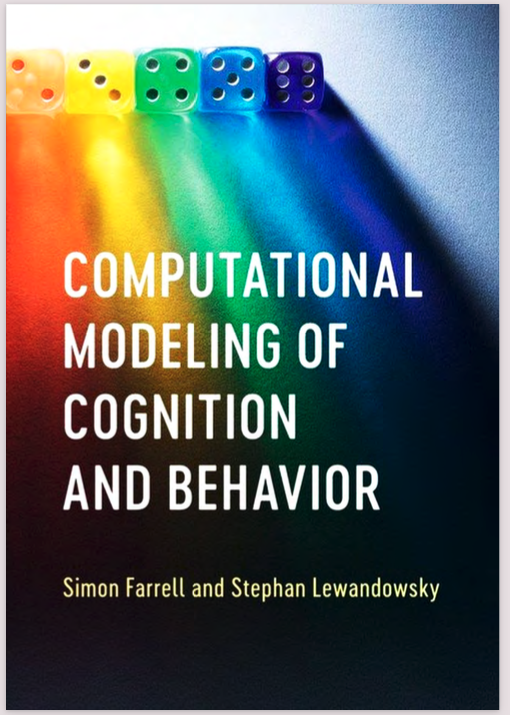 COMPUTATIONAL
MODELING OF
COGNITION
AND BEHAVIOR
Simon Farrell and Stephan Lewandowsky